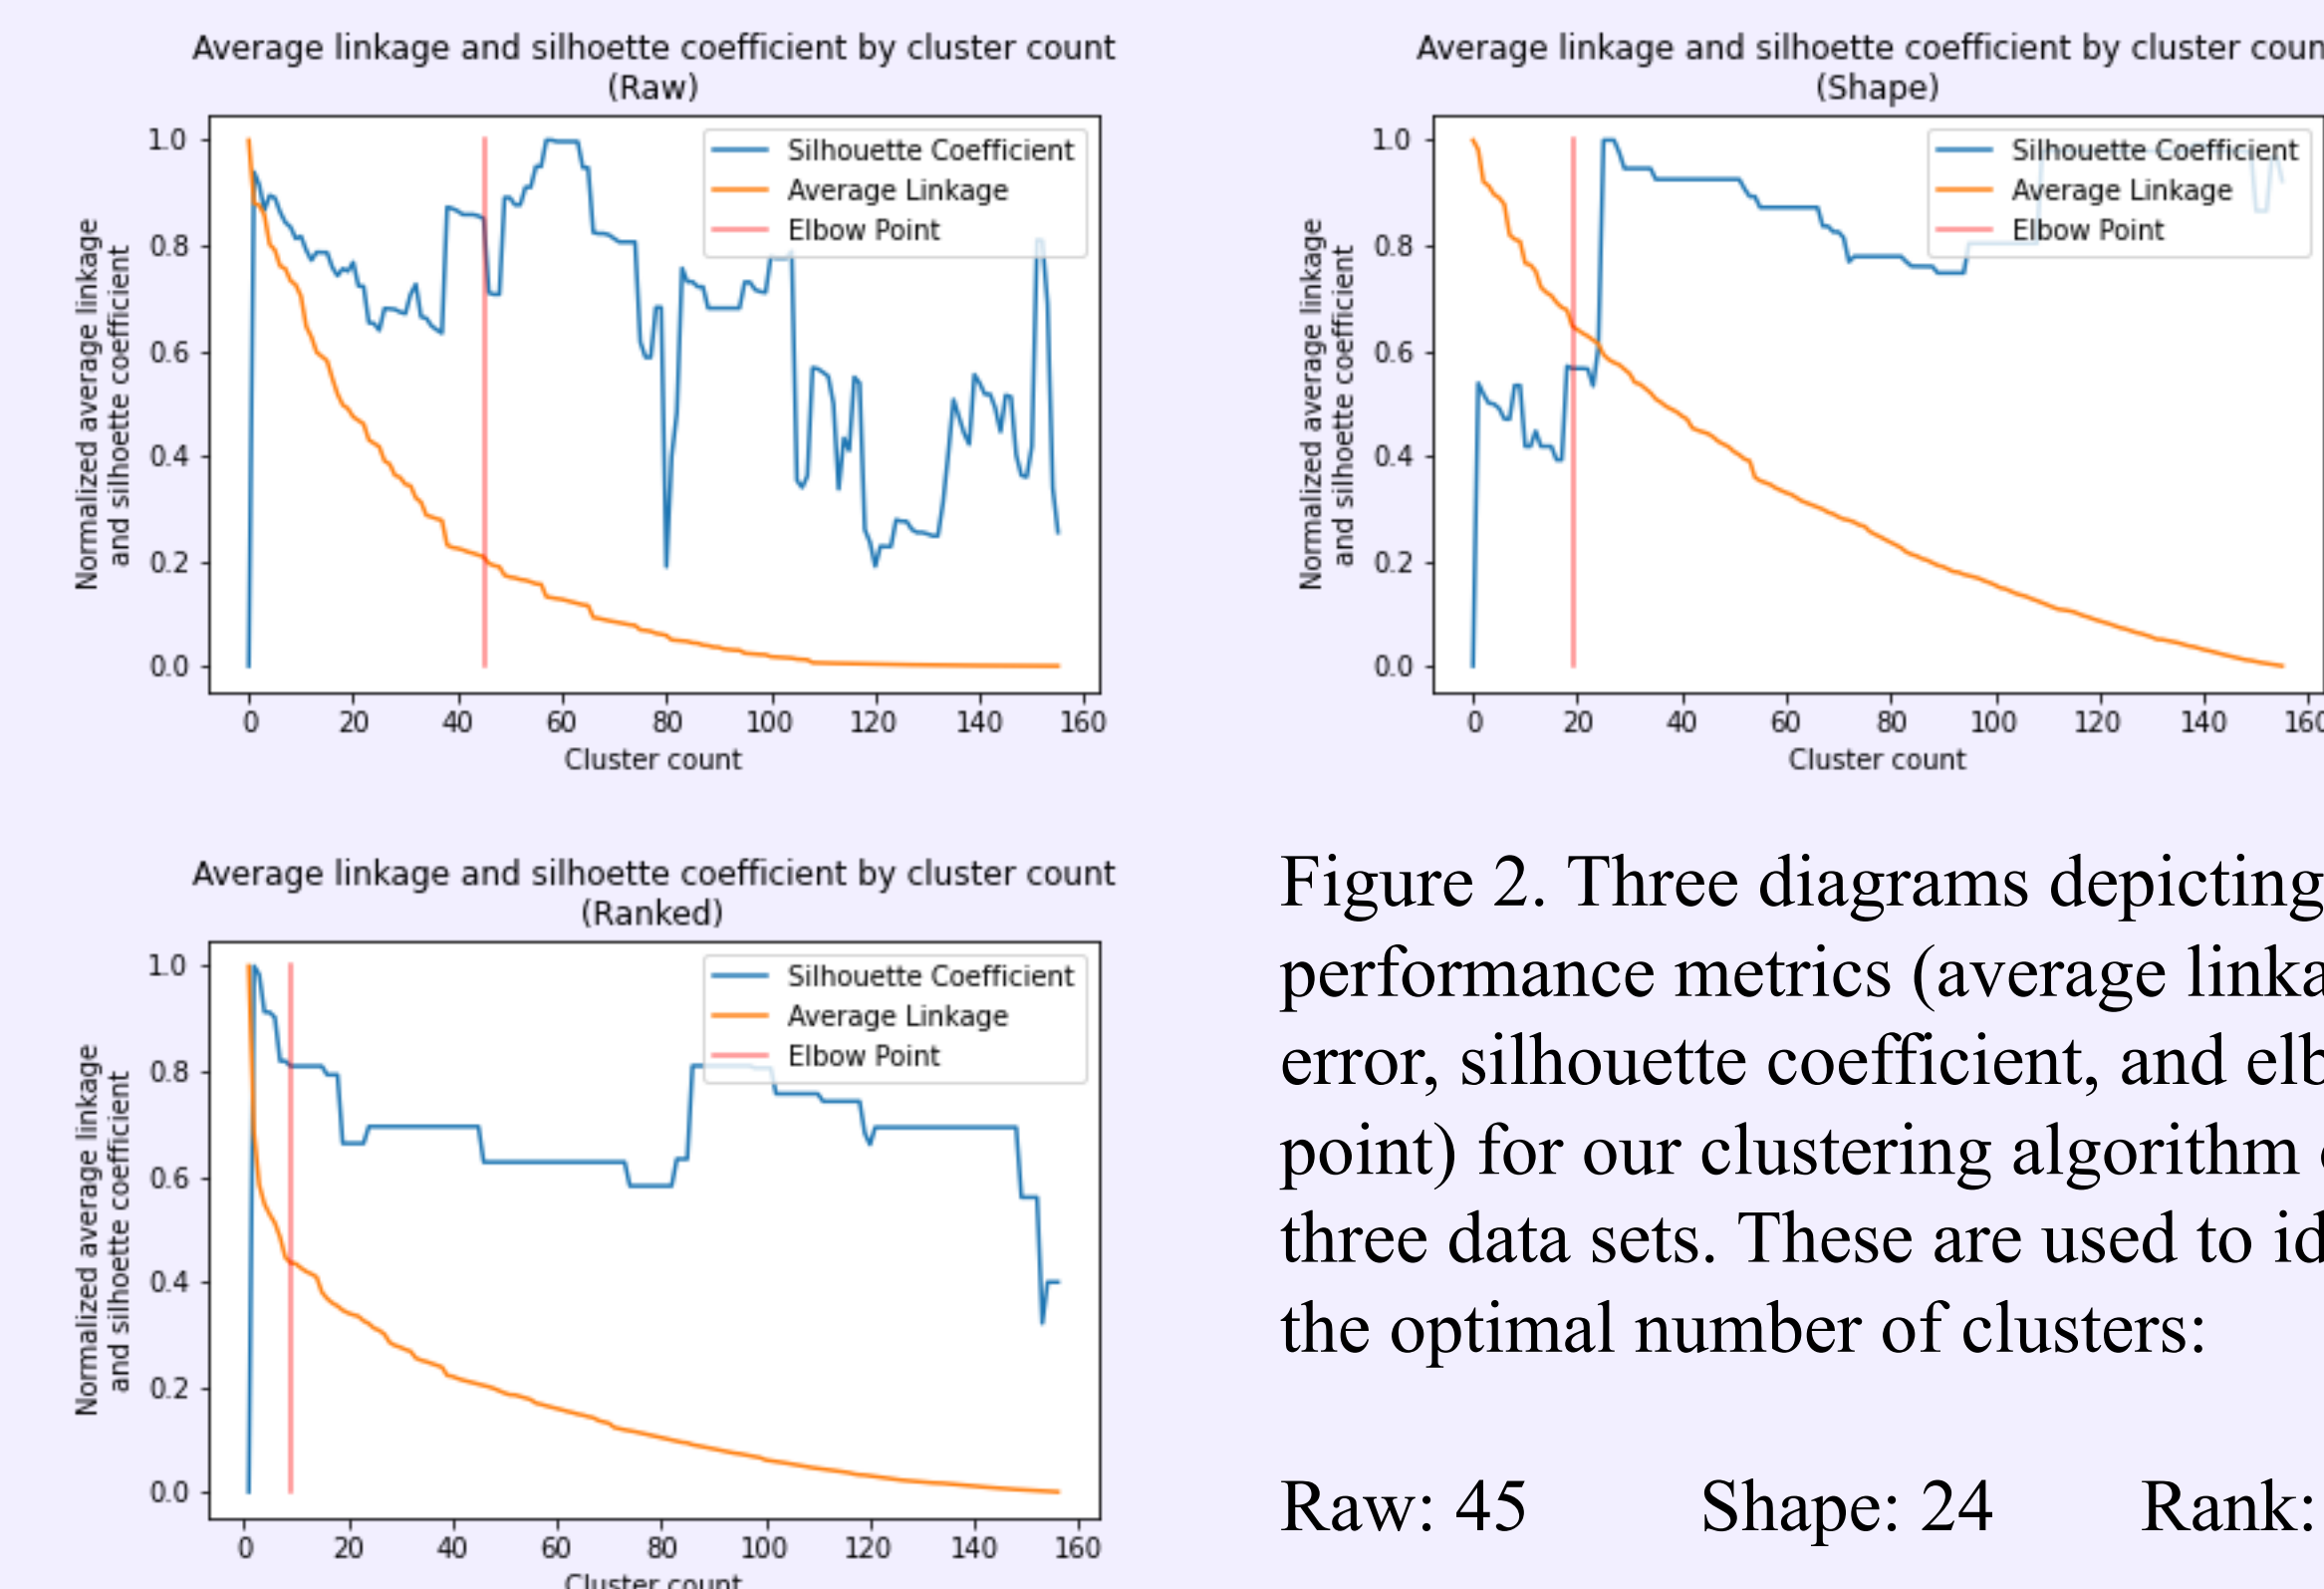 Average linkage and silhoette coefficient by cluster count
(Raw)
1.0
0.8
0.6
0.4
0.2
0.0
Normalized average linkage
and silhoette coefficient
Silhouette Coefficient
Average Linkage
Elbow Point
0 20 40 60 80 100 120 140 160
Cluster count
Average linkage and silhoette coefficient by cluster
(Shape)
1.0
0.8
0.6
0.4
0.2
0.0
Normalized average linkage
and silhoette coefficient
Silhouette Coefficient
Average Linkage
Elbow Point
0 20 40 60 80 100 120 140
Cluster count
Average linkage and silhoette coefficient by cluster count
(Ranked)
1.0
0.8
0.6
0.4
0.2
0.0
Normalized average linkage
and silhoette coefficient
Silhouette Coefficient
Average Linkage
Elbow Point
0 20 40 60 80 100 120 140 160
Cluster count
Figure 2. Three diagrams depicting
performance metrics (average
error, silhouette coefficient, and
point) for our clustering algorithm
three data sets. These are used to
the optimal number of clusters:
Raw: 45 Shape: 24 Rank: